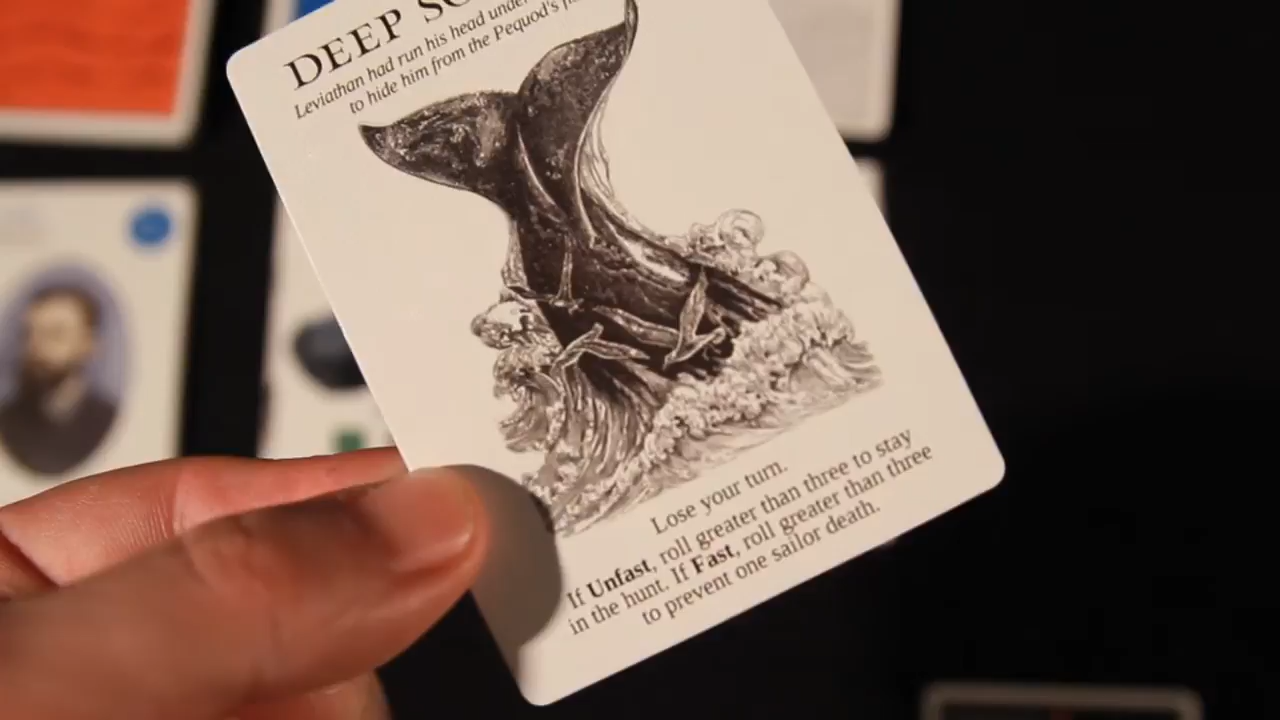 DEEP
Leviathan had run his head under
to hide him from the Pequod's
Lose your turn.
If Unfast, roll greater than three to stay
in the hunt. If Fast, roll greater than three
to prevent one sailor death.